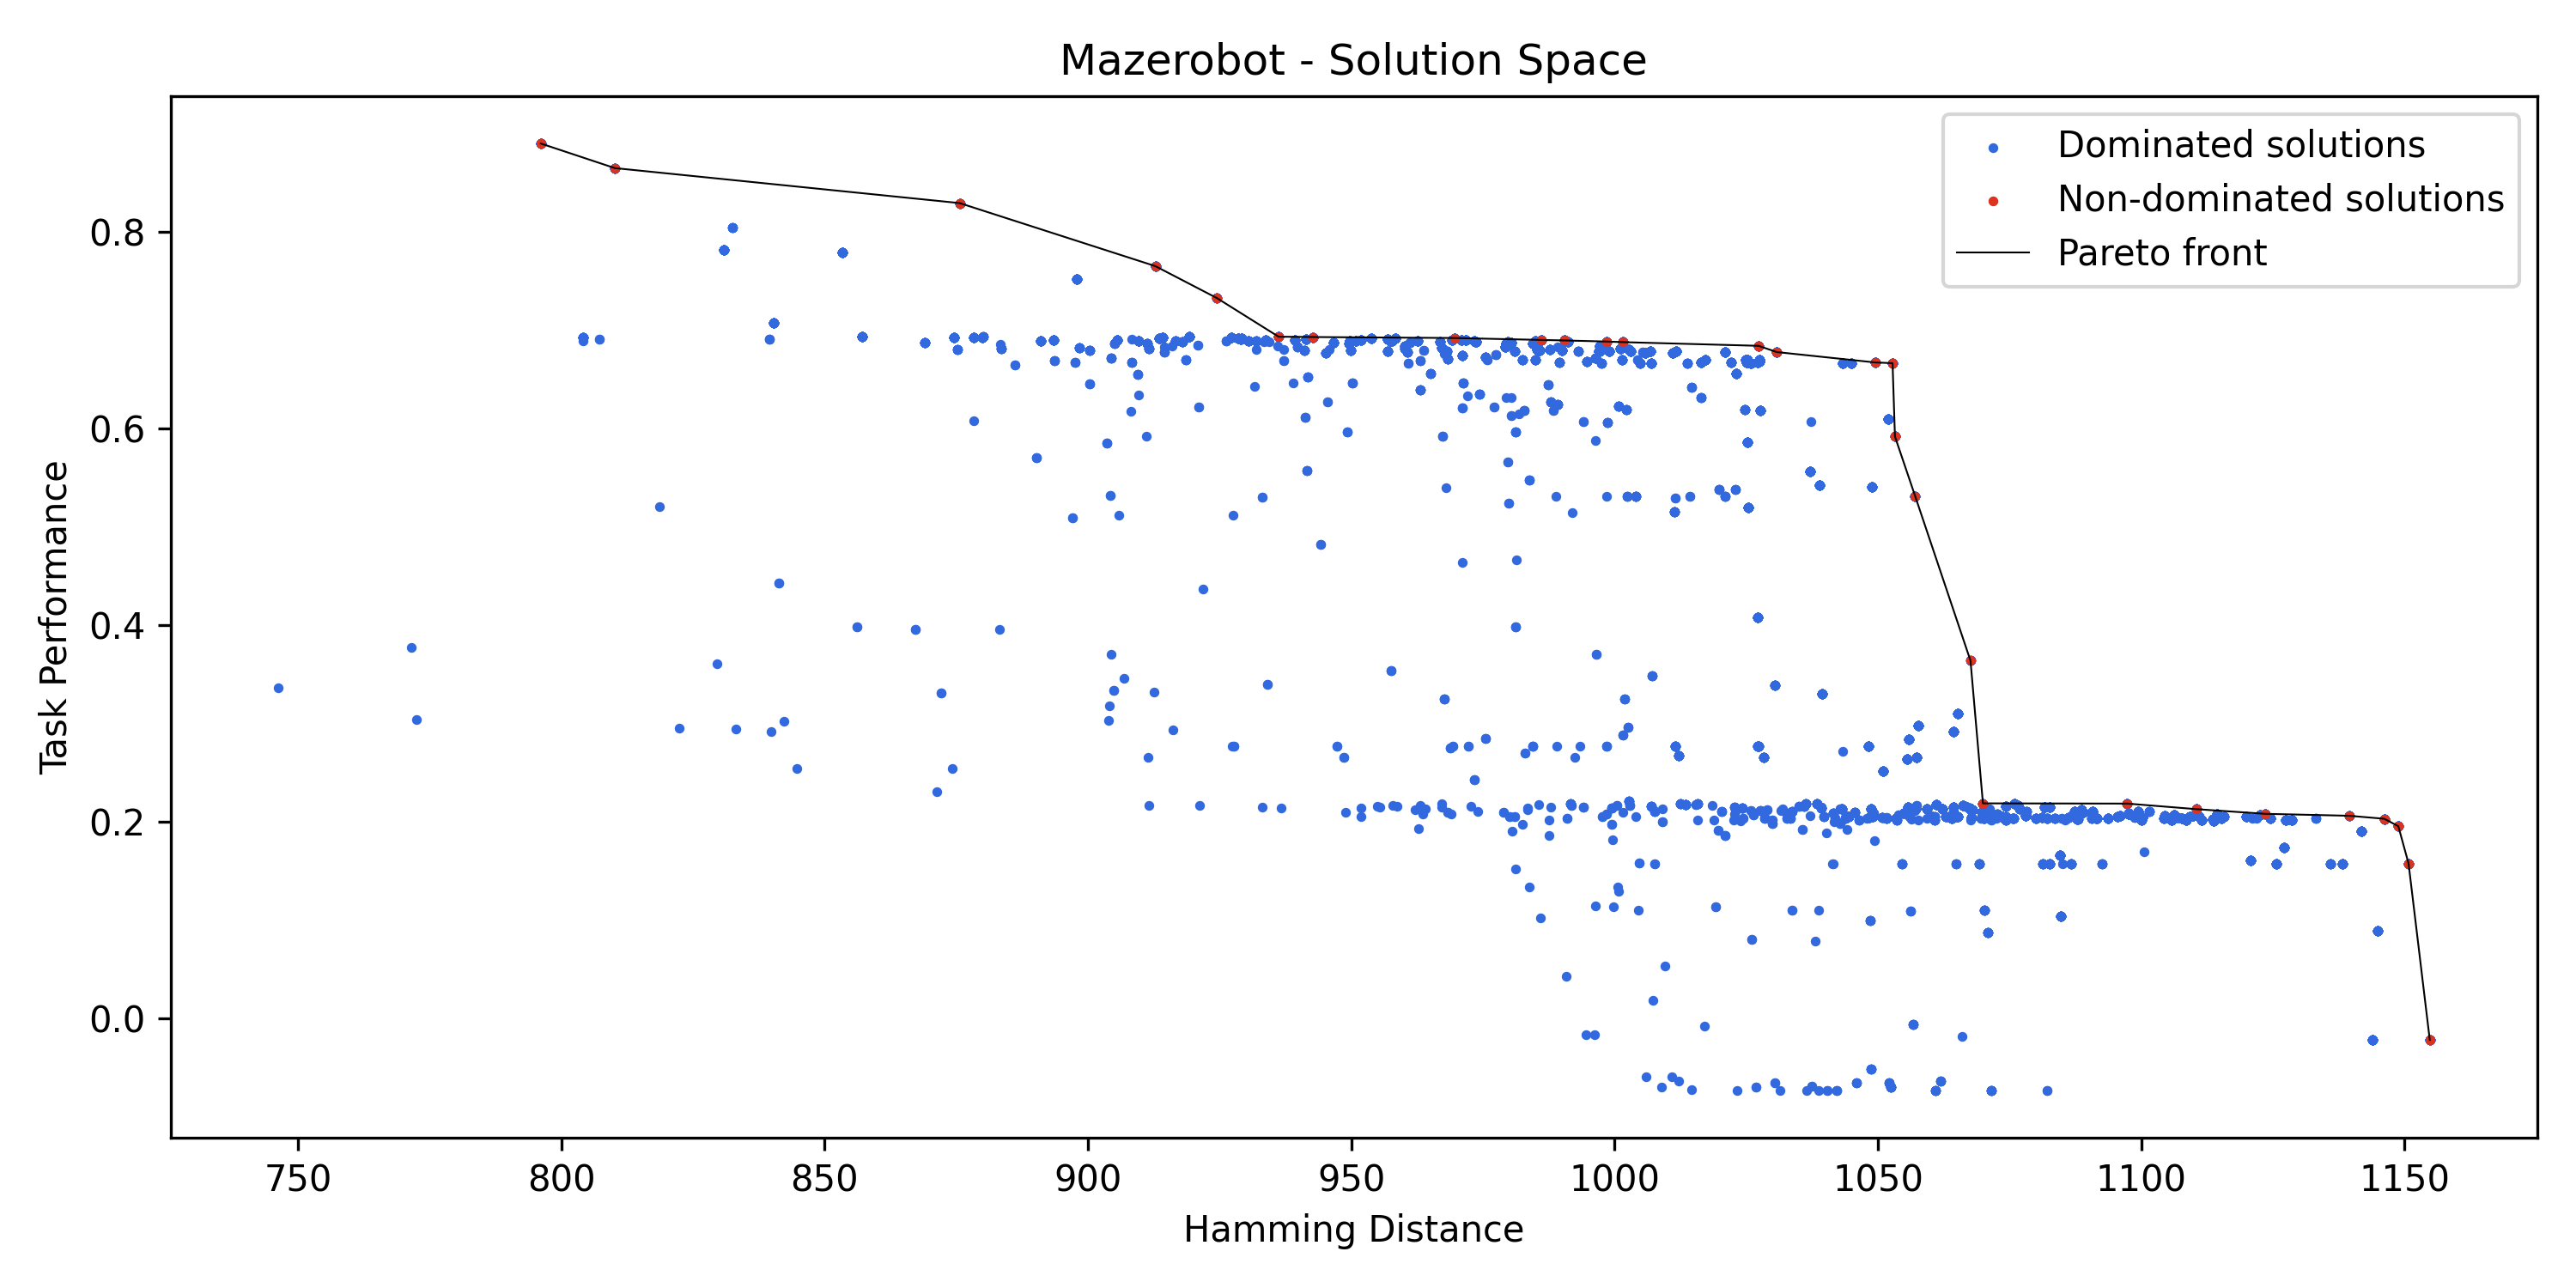 Mazerobot - Solution Space
Dominated solutions
Non-dominated solutions
Pareto front
Task Performance
0.8
0.6
0.4
0.2
0.0
750 800 850 900 950 1000 1050 1100 1150
Hamming Distance